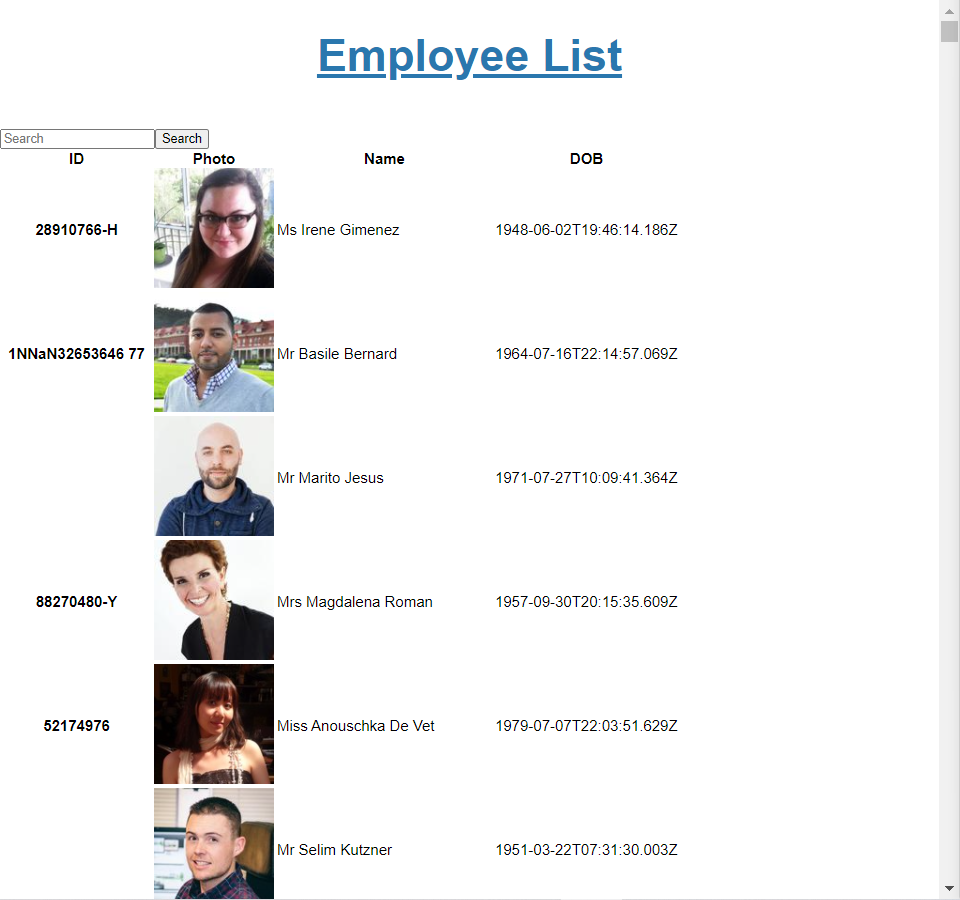 Employee List
Search Search
ID Photo Name DOB
28910766-H Ms Irene Gimenez 1948-06-02T19:46:14.186Z
1NNaN32653646 77 Mr Basile Bernard 1964-07-16T22:14:57.069Z
Mr Marito Jesus 1971-07-27T10:09:41.364Z
88270480-Y Mrs Magdalena Roman 1957-09-30T20:15:35.609Z
52174976 Miss Anouschka De Vet 1979-07-07T22:03:51.629Z
Mr Selim Kutzner 1951-03-22T07:31:30.003Z